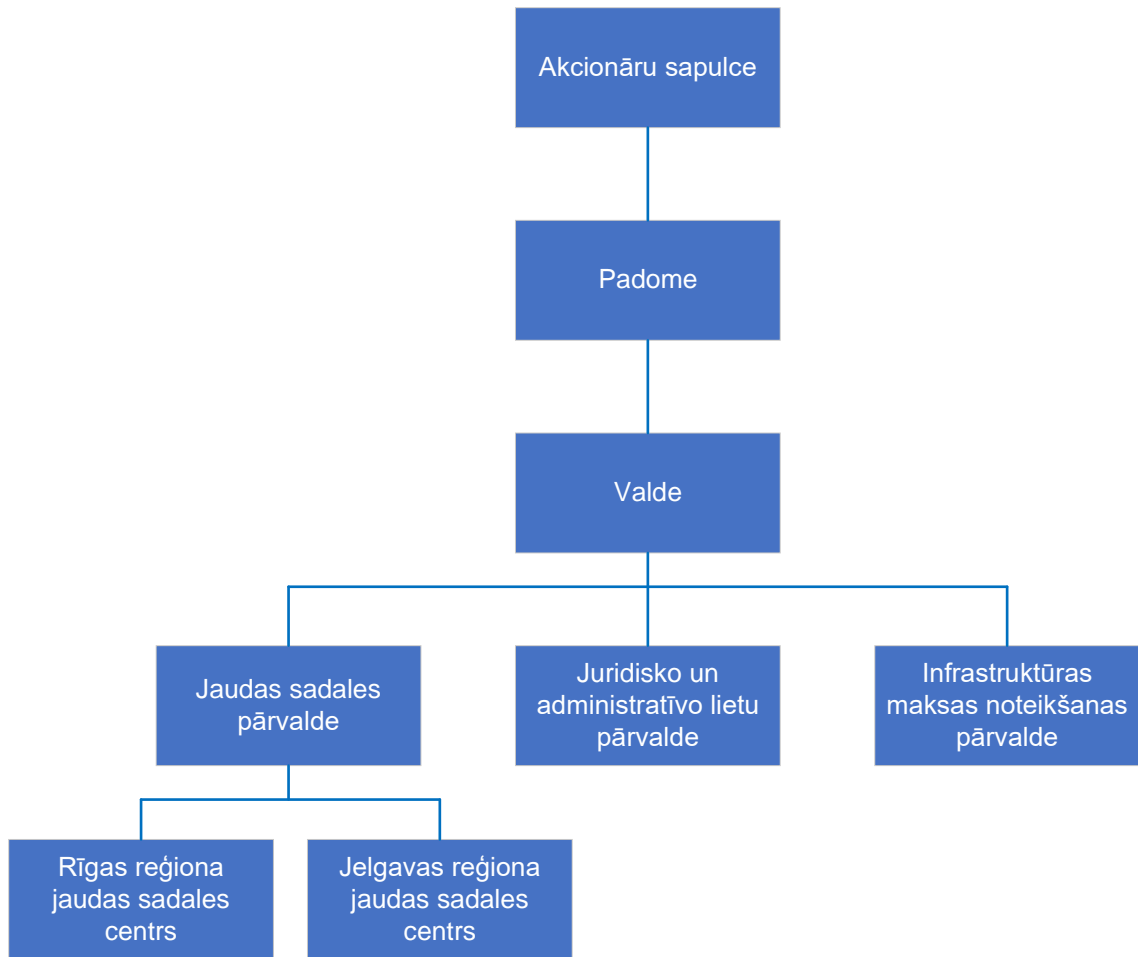 Akcionāru sapulce
Padome
Valde
Jaudas sadales
pārvalde
Juridisko un
administratīvo lietu
pārvalde
Infrastruktūras
maksas noteikšanas
pārvalde
Rīgas reģiona
jaudas sadales
centrs
Jelgavas reģiona
jaudas sadales
centrs